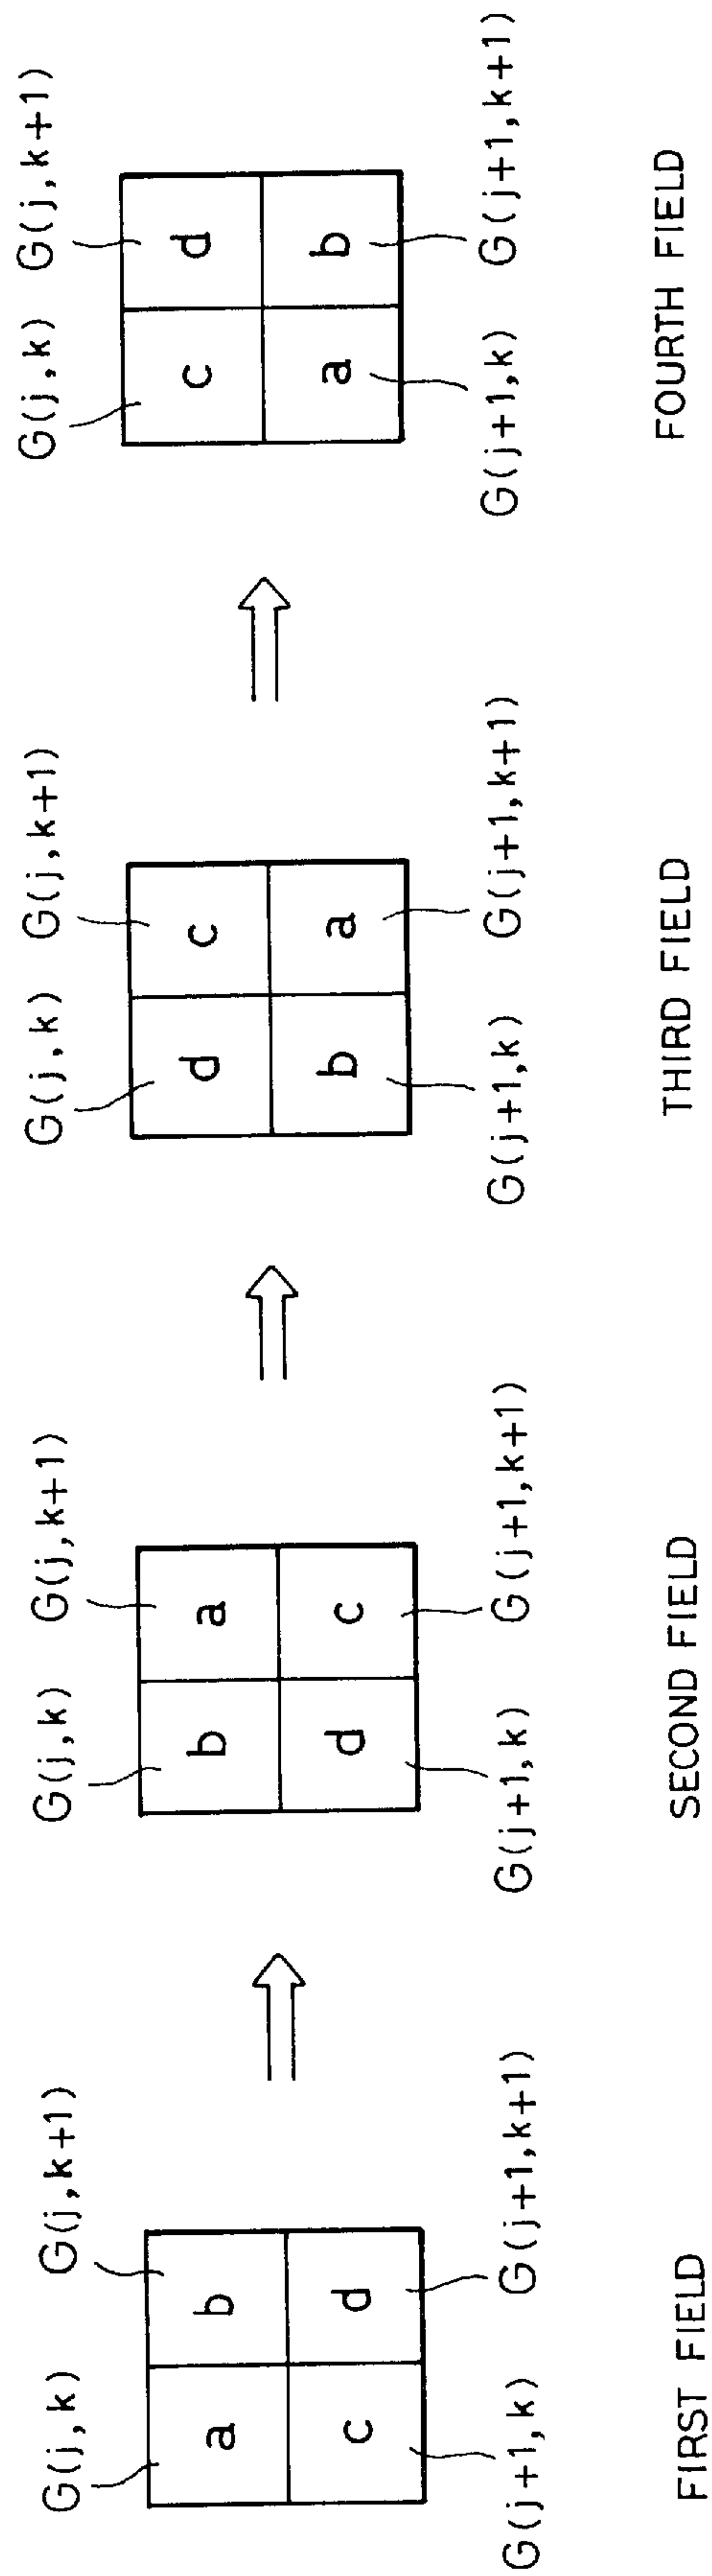 G(j,k) G(j,k+1)
a b
c d
G(j+1,k) G(j+1,k+1)
FIRST FIELD
G(j,k) G(j,k+1)
b a
d c
G(j+1,k) G(j+1,k+1)
SECOND FIELD
G(j,k) G(j,k+1)
d c
b a
G(j+1,k) G(j+1,k+1)
THIRD FIELD
G(j,k) G(j,k+1)
c d
a b
G(j+1,k) G(j+1,k+1)
FOURTH FIELD